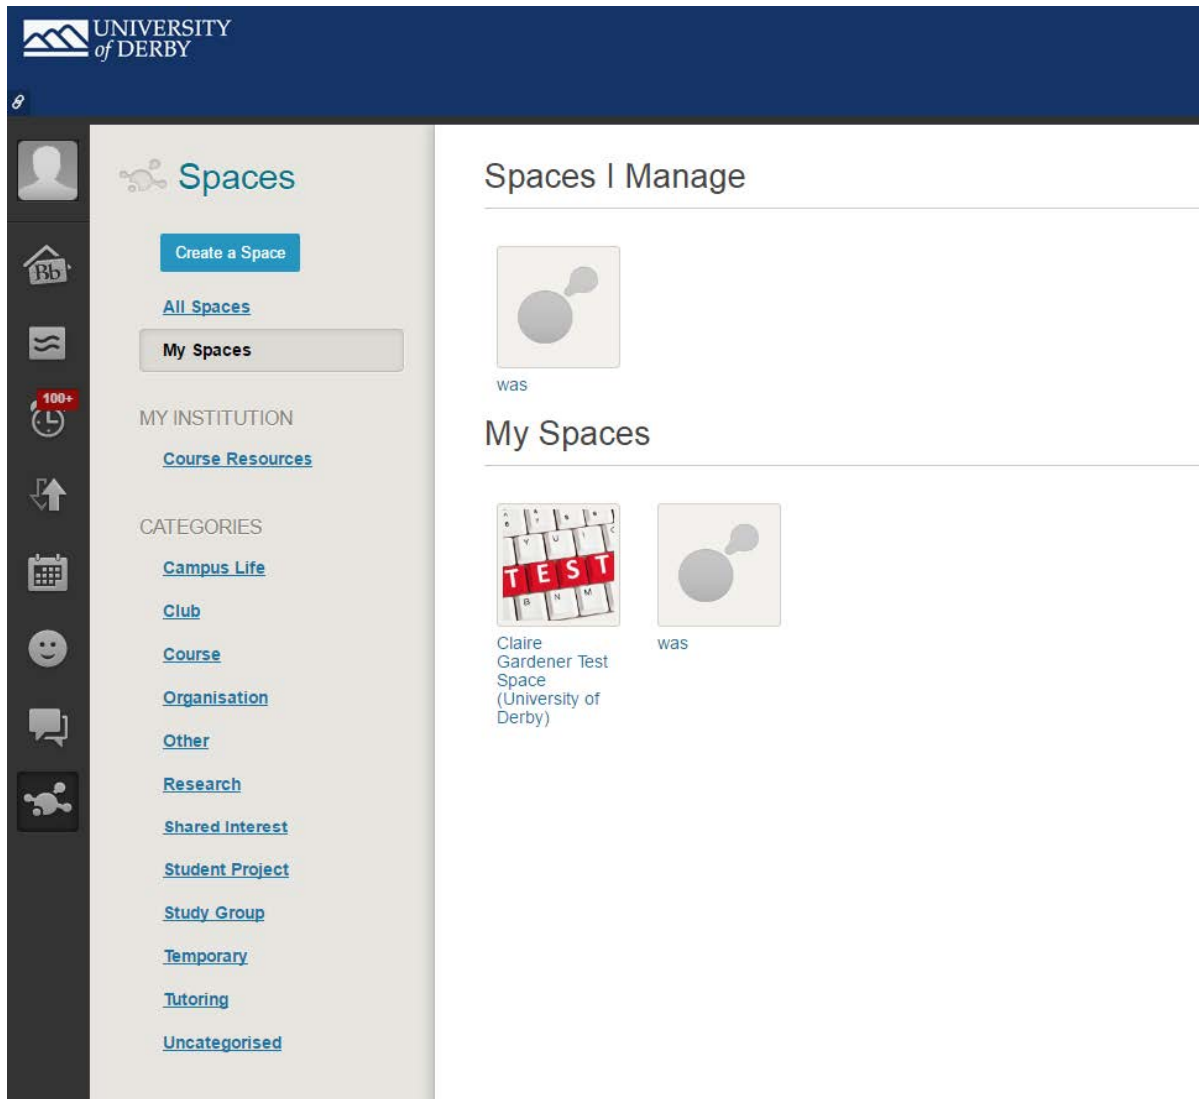 UNIVERSITY
of DERBY
Spaces
Create a Space
All Spaces
My Spaces
MY INSTITUTION
Course Resources
CATEGORIES
Campus Life
Club
Course
Organisation
Other
Research
Shared Interest
Student Project
Study Group
Temporary
Tutoring
Uncategorised
Bb
100+
Spaces I Manage
was
My Spaces
Y U I
TEST
B N M
Claire
Gardener Test
Space
(University of
Derby)
was